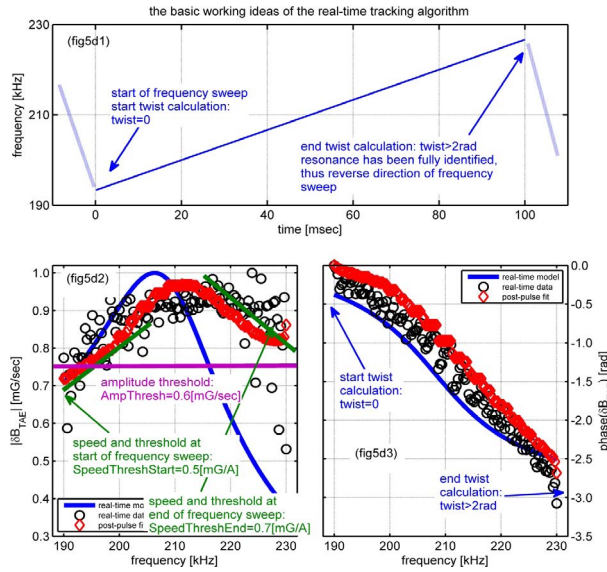 the basic working ideas of the real-time tracking algorithm
(fig5d1)
230
220
210
200
190
frequency [kHz]
start of frequency sweep
start twist calculation:
twist=0
end twist calculation: twist>2rad
resonance has been fully identified,
thus reverse direction of frequency
sweep
0 20 40 60 80 100
time [msec]
(fig5d2)
1.0
0.9
0.8
0.7
0.6
0.5
0.4
0.3
|δB_TAE| [mG/sec]
amplitude threshold:
AmpThresh=0.6[mG/sec]
speed and threshold at
start of frequency sweep:
SpeedThreshStart=0.5[mG/A]
speed and threshold at
end of frequency sweep:
SpeedThreshEnd=0.7[mG/A]
real-time mo
real-time dat
post-pulse fi
190 200 210 220 230
frequency [kHz]
real-time model
real-time data
post-pulse fit
start twist
calculation:
twist=0
(fig5d3)
end twist
calculation:
twist>2rad
0.0
-0.5
-1.0
-1.5
-2.0
-2.5
-3.0
-3.5
[rad]
190 200 210 220 230
frequency [kHz]